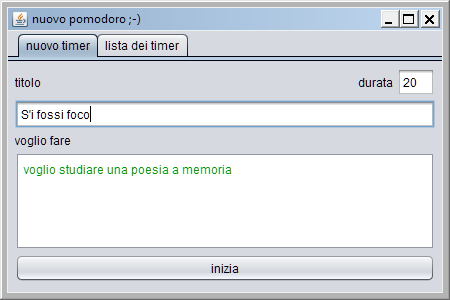 nuovo pomodoro ;-)
nuovo timer lista dei timer
titolo durata 20
S'i fossi foco
voglio fare
voglio studiare una poesia a memoria
inizia